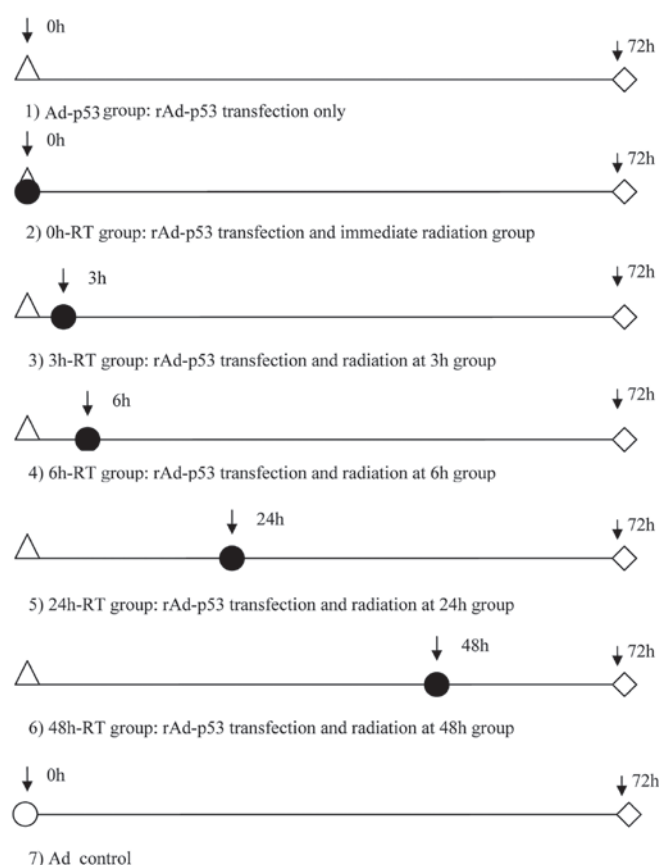 0h
72h
1) Ad-p53 group: rAd-p53 transfection only
0h
72h
2) 0h-RT group: rAd-p53 transfection and immediate radiation group
3h
72h
3) 3h-RT group: rAd-p53 transfection and radiation at 3h group
6h
72h
4) 6h-RT group: rAd-p53 transfection and radiation at 6h group
24h
72h
5) 24h-RT group: rAd-p53 transfection and radiation at 24h group
48h
72h
6) 48h-RT group: rAd-p53 transfection and radiation at 48h group
0h
72h
7) Ad control